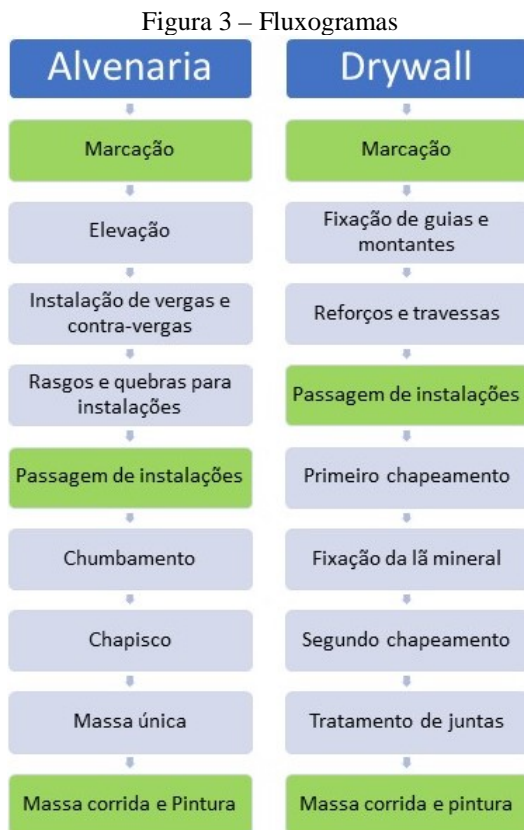 Figura 3 – Fluxogramas
Alvenaria
Marcação
Elevação
Instalação de vergas e
contra-vergas
Rasgos e quebras para
instalações
Passagem de instalações
Chumbamento
Chapisco
Massa única
Massa corrida e Pintura
Drywall
Marcação
Fixação de guias e
montantes
Reforços e travessas
Passagem de instalações
Primeiro chapeamento
Fixação da lã mineral
Segundo chapeamento
Tratamento de juntas
Massa corrida e pintura